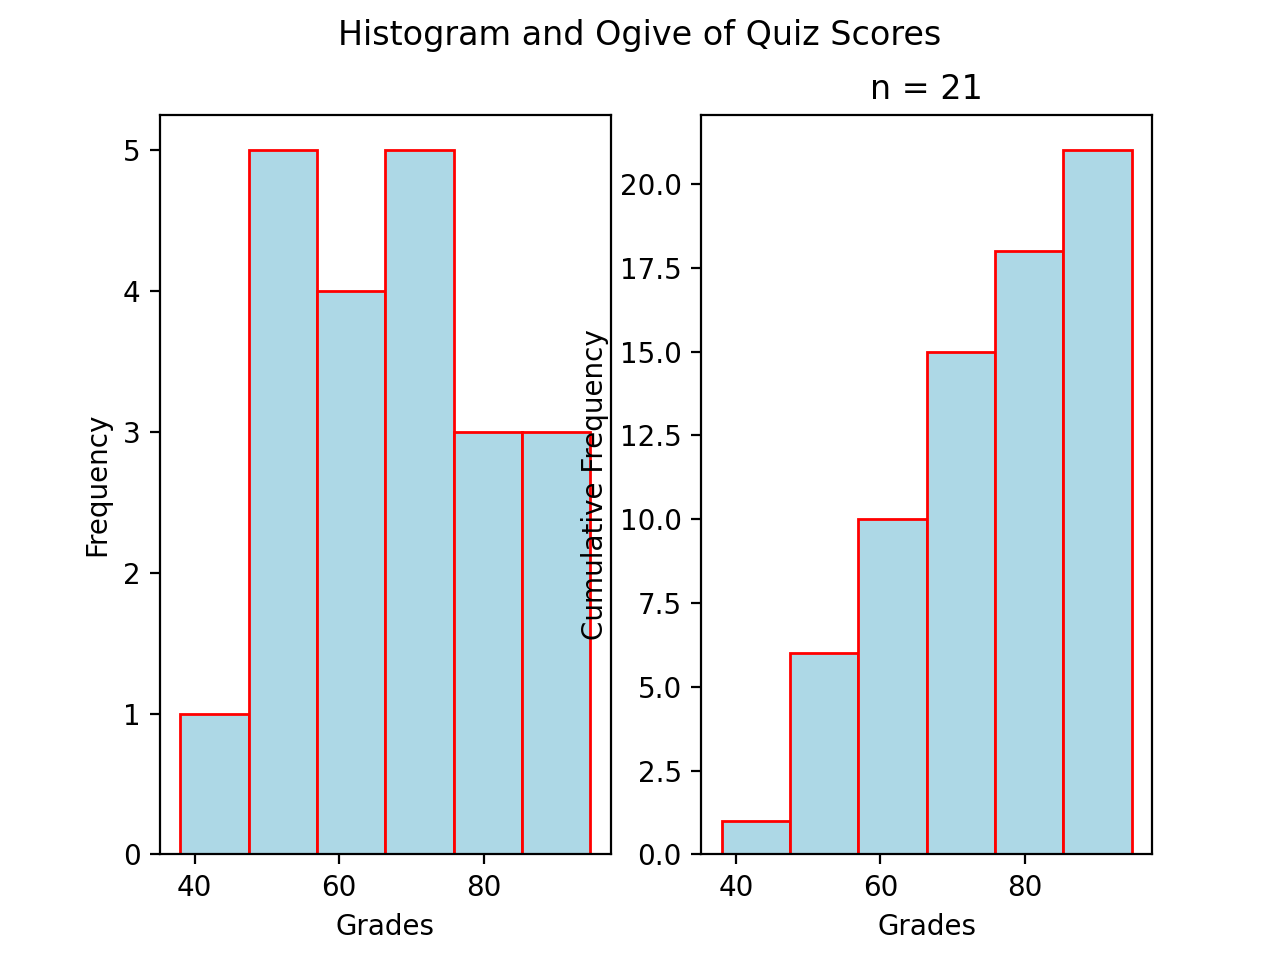 Histogram and Ogive of Quiz Scores
Frequency
5
4
3
2
1
0
40 60 80
Grades
n = 21
Cumulative Frequency
20.0
17.5
15.0
12.5
10.0
7.5
5.0
2.5
0.0
40 60 80
Grades